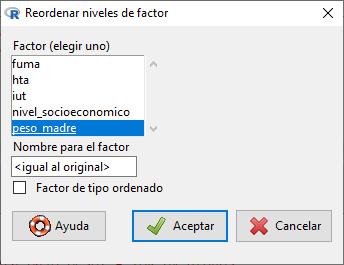 Reordenar niveles de factor
Factor (elegir uno)
fuma
hta
iut
nivel_socioeconomico
peso_madre
Nombre para el factor
<igual al original>
Factor de tipo ordenado
Ayuda
Aceptar
Cancelar